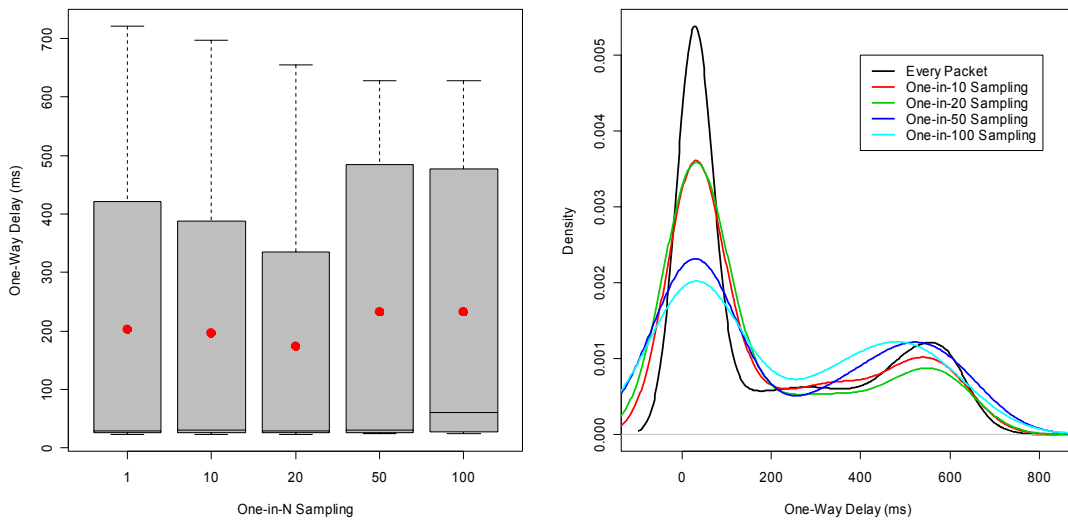 One-Way Delay (ms)
700
600
500
400
300
200
100
0
1 10 20 50 100
One-in-N Sampling
Density
0.005
0.004
0.003
0.002
0.001
0.000
Every Packet
One-in-10 Sampling
One-in-20 Sampling
One-in-50 Sampling
One-in-100 Sampling
0 200 400 600 800
One-Way Delay (ms)